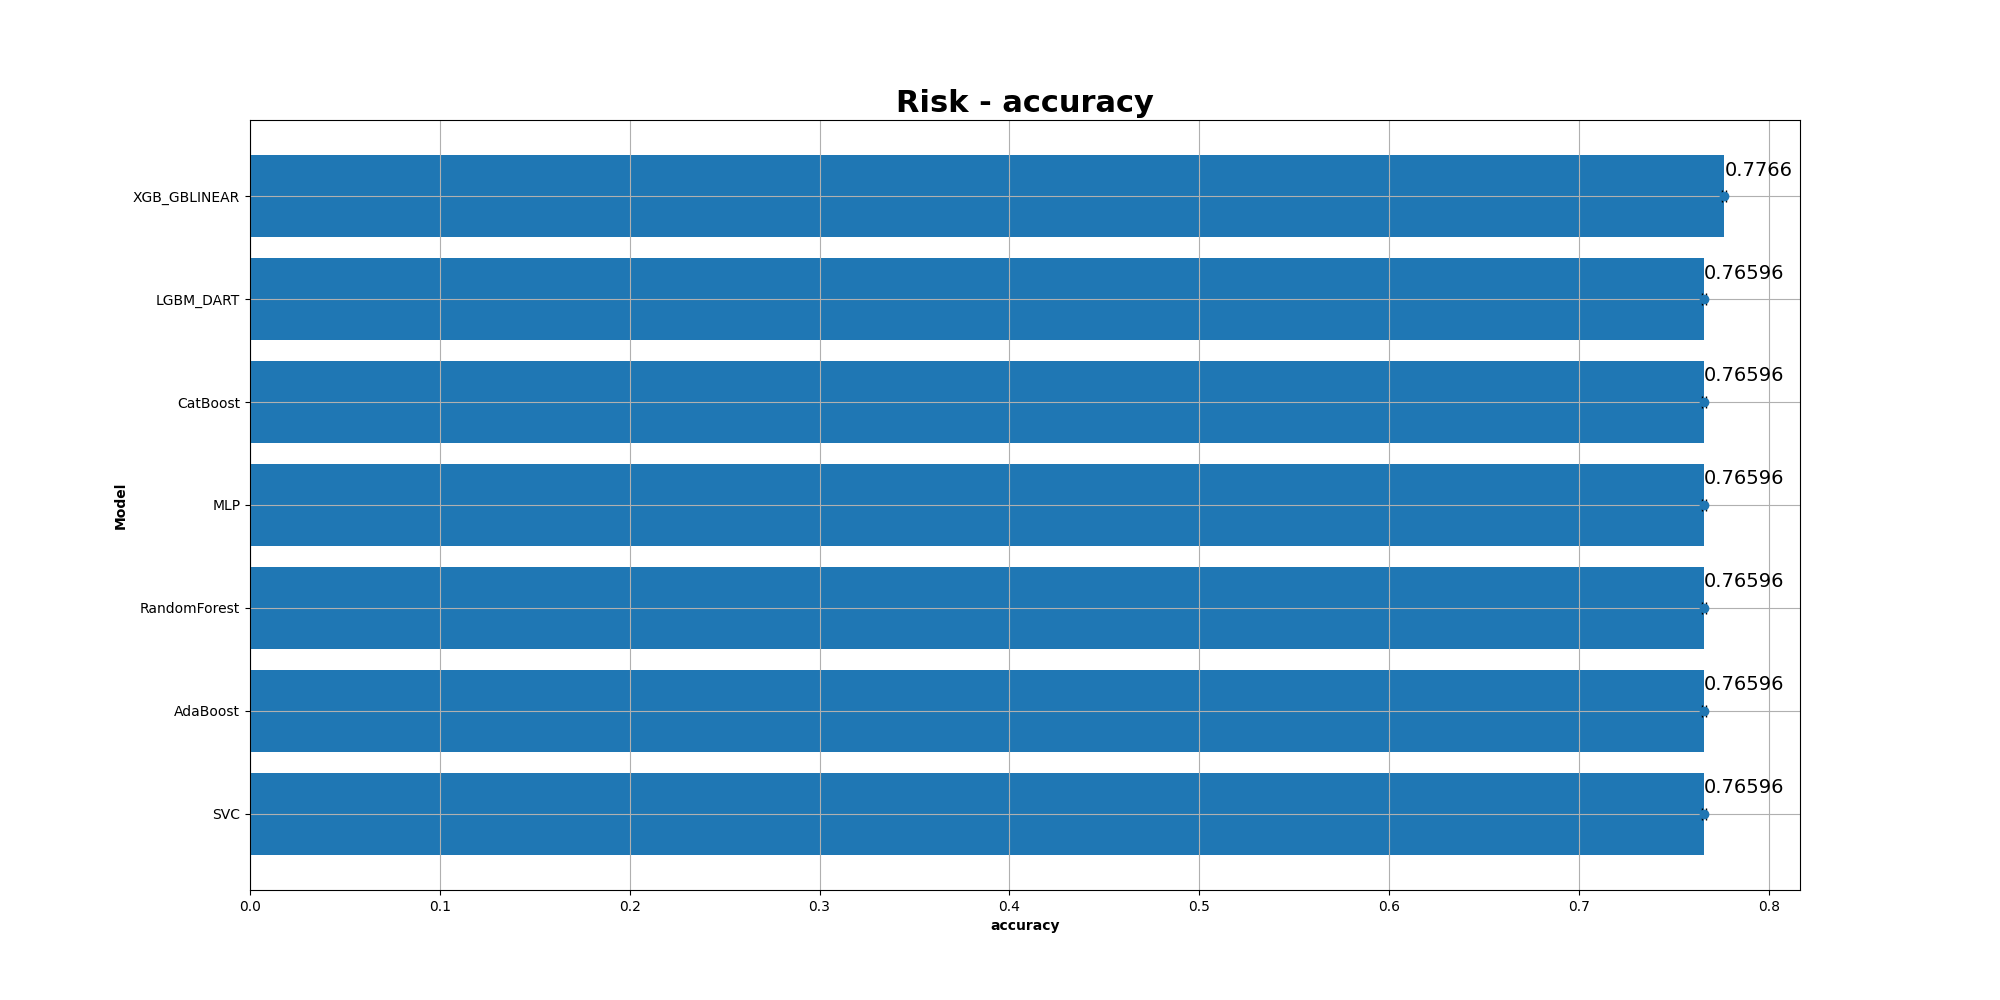 Risk - accuracy
XGB_GBLINEAR
0.7766
LGBM_DART
0.76596
CatBoost
0.76596
MLP
0.76596
RandomForest
0.76596
AdaBoost
0.76596
SVC
0.76596
Model
0.0 0.1 0.2 0.3 0.4 0.5 0.6 0.7 0.8
accuracy